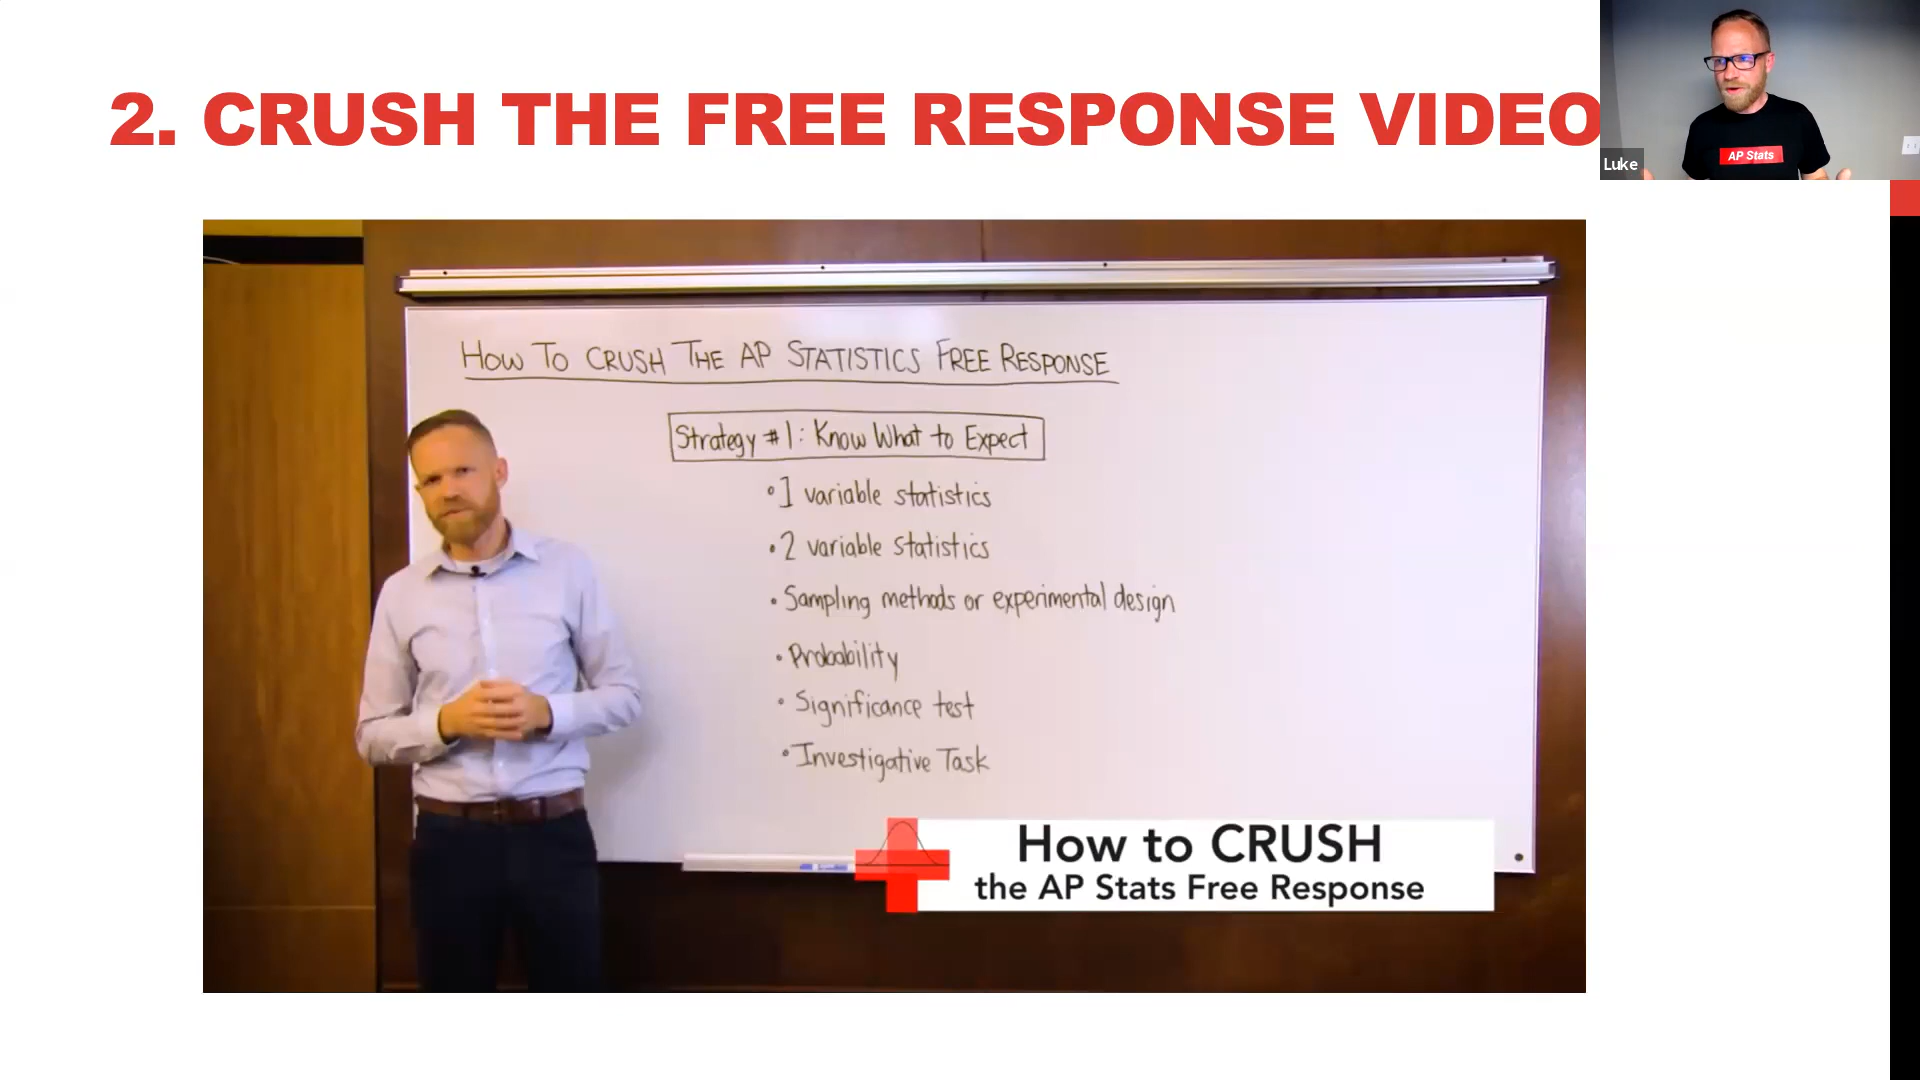 2. CRUSH THE FREE RESPONSE VIDEO
AP Stats
Luke
HOW TO CRUSH THE AP STATISTICS FREE RESPONSE
Strategy #1: Know What to Expect
• 1 variable statistics
• 2 variable statistics
• Sampling methods or experimental design
• Probability
• Significance test
• Investigative Task
How to CRUSH
the AP Stats Free Response